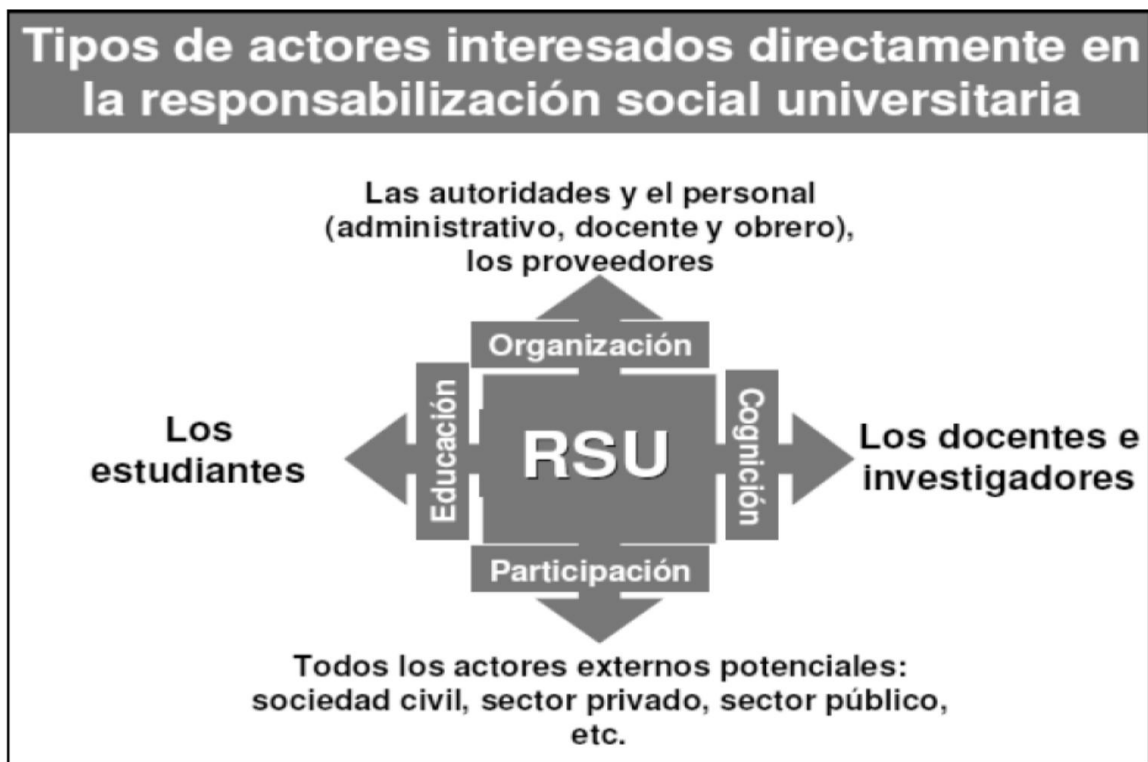 Tipos de actores interesados directamente en
la responsabilización social universitaria
Las autoridades y el personal
(administrativo, docente y obrero),
los proveedores
Organización
Los
estudiantes
Educación
RSU
Cognición
Los docentes e
investigadores
Participación
Todos los actores externos potenciales:
sociedad civil, sector privado, sector público,
etc.